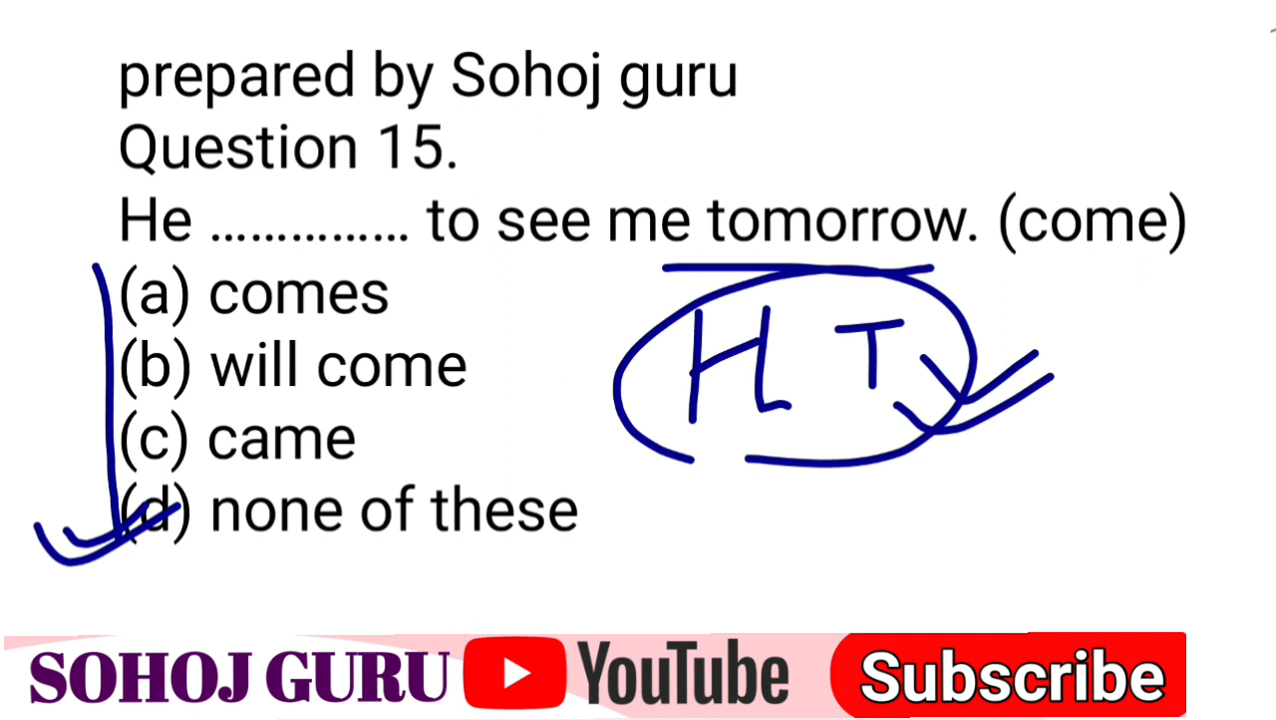 prepared by Sohoj guru
Question 15.
He ............... to see me tomorrow. (come)
(a) comes
(b) will come
(c) came
(d) none of these
H T
SOHOJ GURU YouTube Subscribe